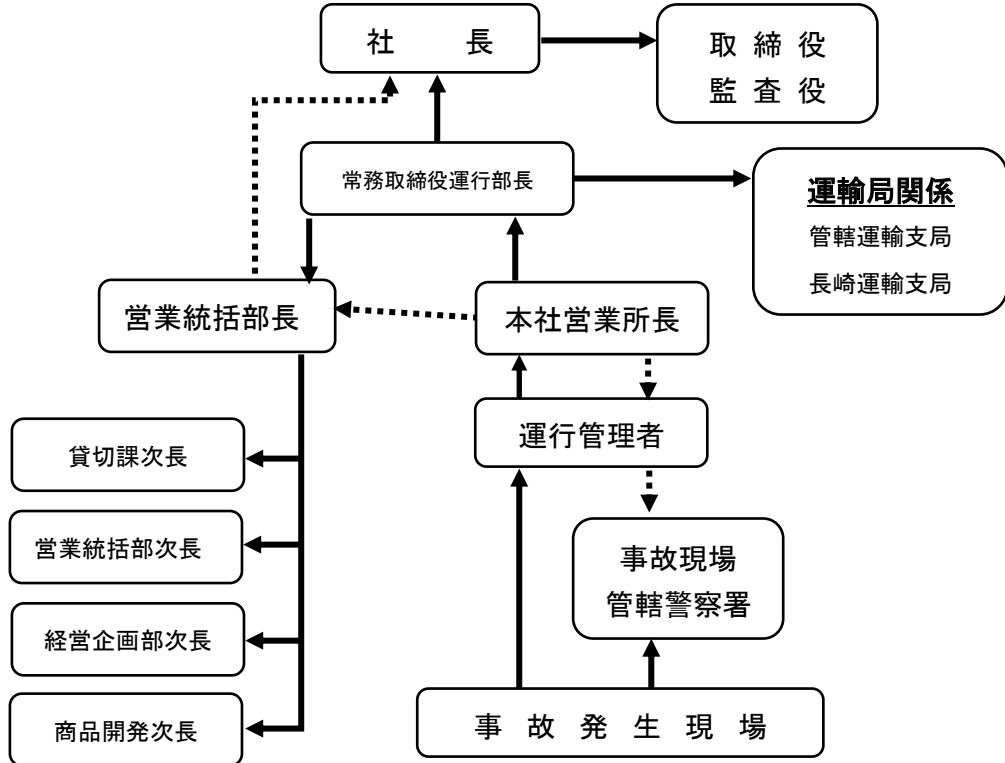 社　　長
取 締 役
監 査 役
常務取締役運行部長
運輸局関係
管轄運輸支局
長崎運輸支局
営業統括部長
本社営業所長
運行管理者
貸切課次長
営業統括部次長
事故現場
管轄警察署
経営企画部次長
商品開発次長
事 故 発 生 現 場